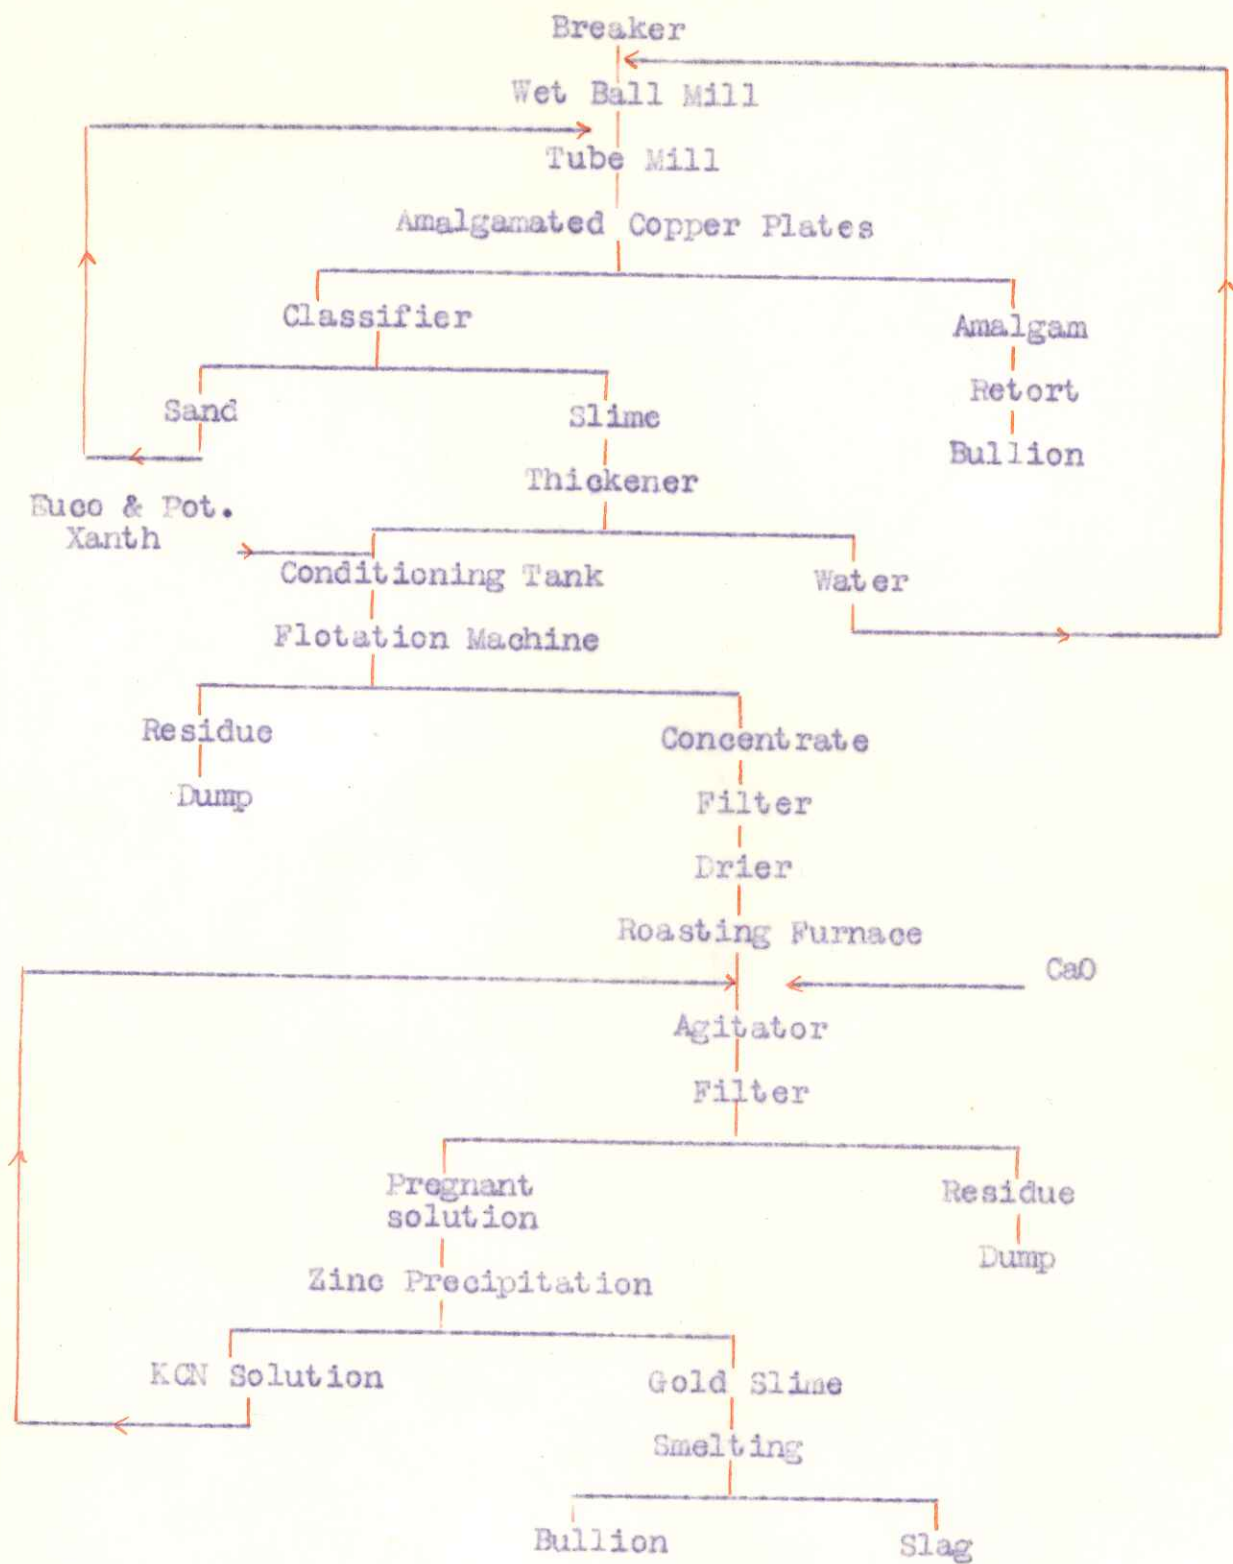 Breaker
Wet Ball Mill
Tube Mill
Amalgamated Copper Plates
Classifier
Amalgam
Sand
Slime
Retort
Bullion
Thickener
Euco & Pot.
Xanth
Conditioning Tank
Water
Flotation Machine
Residue
Concentrate
Dump
Filter
Drier
Roasting Furnace
CaO
Agitator
Filter
Pregnant
solution
Residue
Dump
Zinc Precipitation
KCN Solution
Gold Slime
Smelting
Bullion
Slag